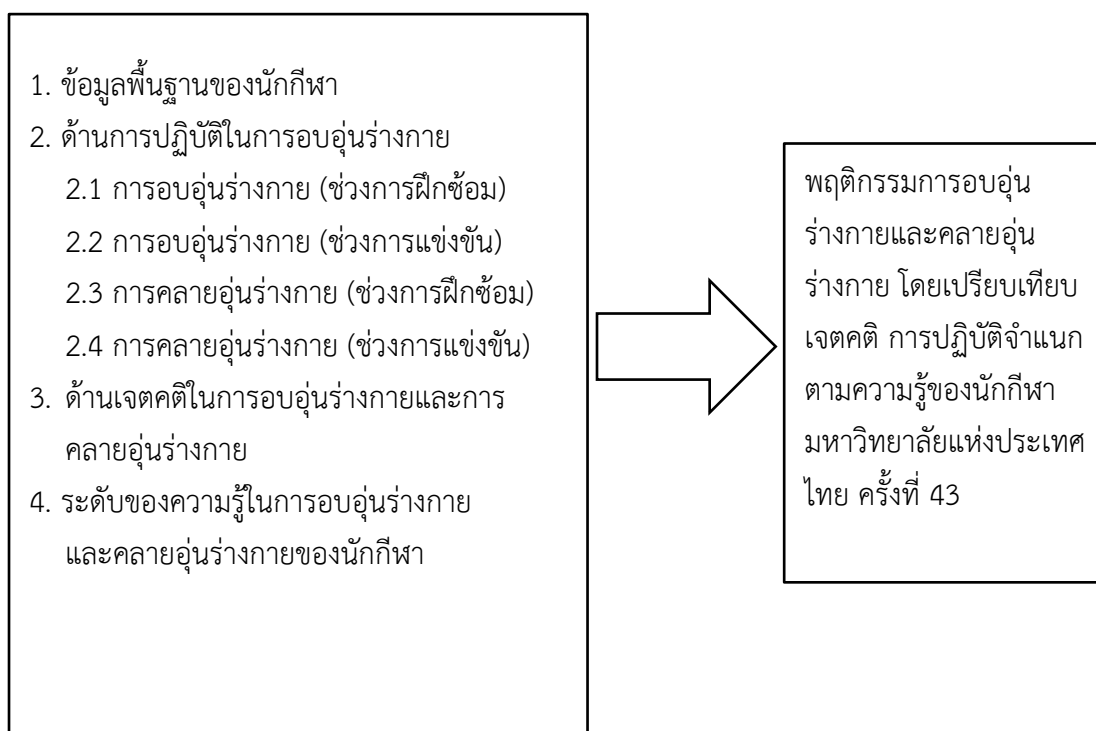 1. ข้อมูลพื้นฐานของนักกีฬา
2. ด้านการปฏิบัติในการอบอุ่นร่างกาย
2.1 การอบอุ่นร่างกาย (ช่วงการฝึกซ้อม)
2.2 การอบอุ่นร่างกาย (ช่วงการแข่งขัน)
2.3 การคลายอุ่นร่างกาย (ช่วงการฝึกซ้อม)
2.4 การคลายอุ่นร่างกาย (ช่วงการแข่งขัน)
3. ด้านเจตคติในการอบอุ่นร่างกายและการ
คลายอุ่นร่างกาย
4. ระดับของความรู้ในการอบอุ่นร่างกาย
และคลายอุ่นร่างกายของนักกีฬา
พฤติกรรมการอบอุ่น
ร่างกายและคลายอุ่น
ร่างกาย โดยเปรียบเทียบ
เจตคติ การปฏิบัติจำแนก
ตามความรู้ของนักกีฬา
มหาวิทยาลัยแห่งประเทศ
ไทย ครั้งที่ 43